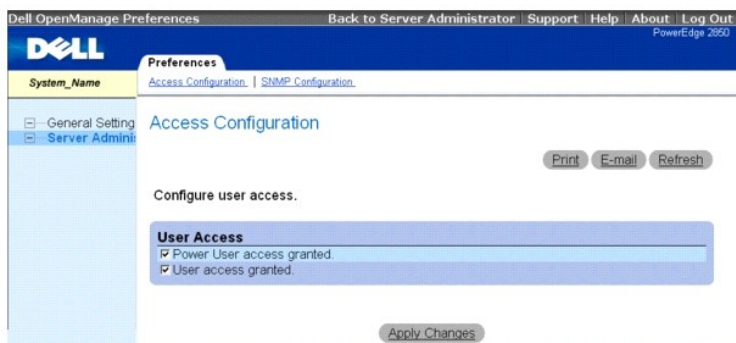 Dell OpenManage Preferences Back to Server Administrator Support Help About Log Out
PowerEdge 2850
DELL
Preferences
System_Name
Access Configuration | SNMP Configuration
General Setting
Server Adminis
Access Configuration
Print E-mail Refresh
Configure user access.
User Access
Power User access granted.
User access granted.
Apply Changes